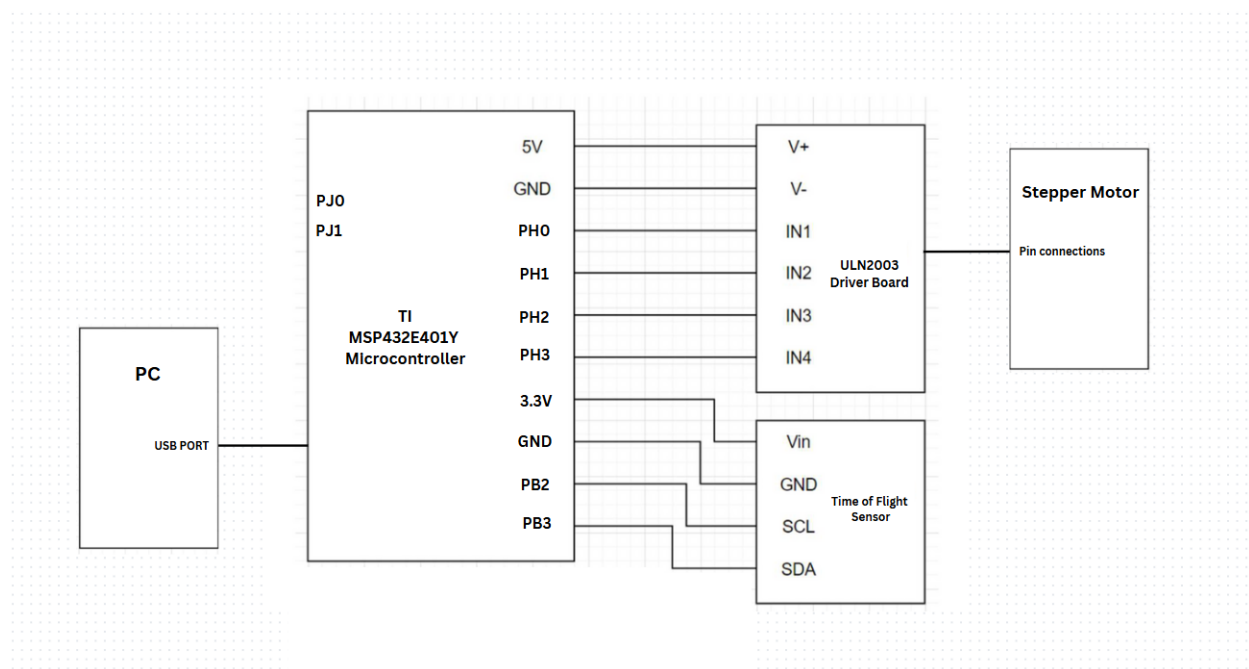 PC
USB PORT
PJ0
PJ1
TI
MSP432E401Y
MIcrocontroller
5V
GND
PH0
PH1
PH2
PH3
3.3V
GND
PB2
PB3
V+
V-
IN1
IN2
IN3
IN4
ULN2003
Driver Board
Vin
GND
SCL
SDA
Time of Flight
Sensor
Stepper Motor
Pin connections